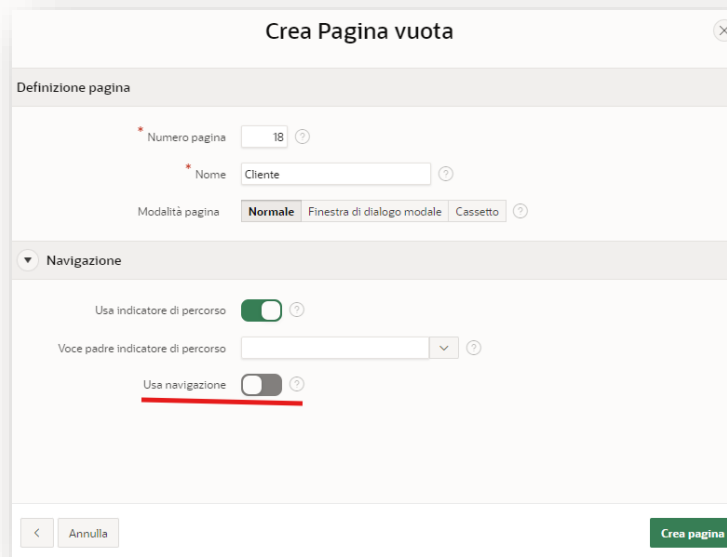 Crea Pagina vuota
Definizione pagina
* Numero pagina 18 ?
* Nome Cliente ?
Modalità pagina Normale Finestra di dialogo modale Cassetto ?
Navigazione
Usa indicatore di percorso ?
Voce padre indicatore di percorso ?
Usa navigazione ?
Annulla Crea pagina